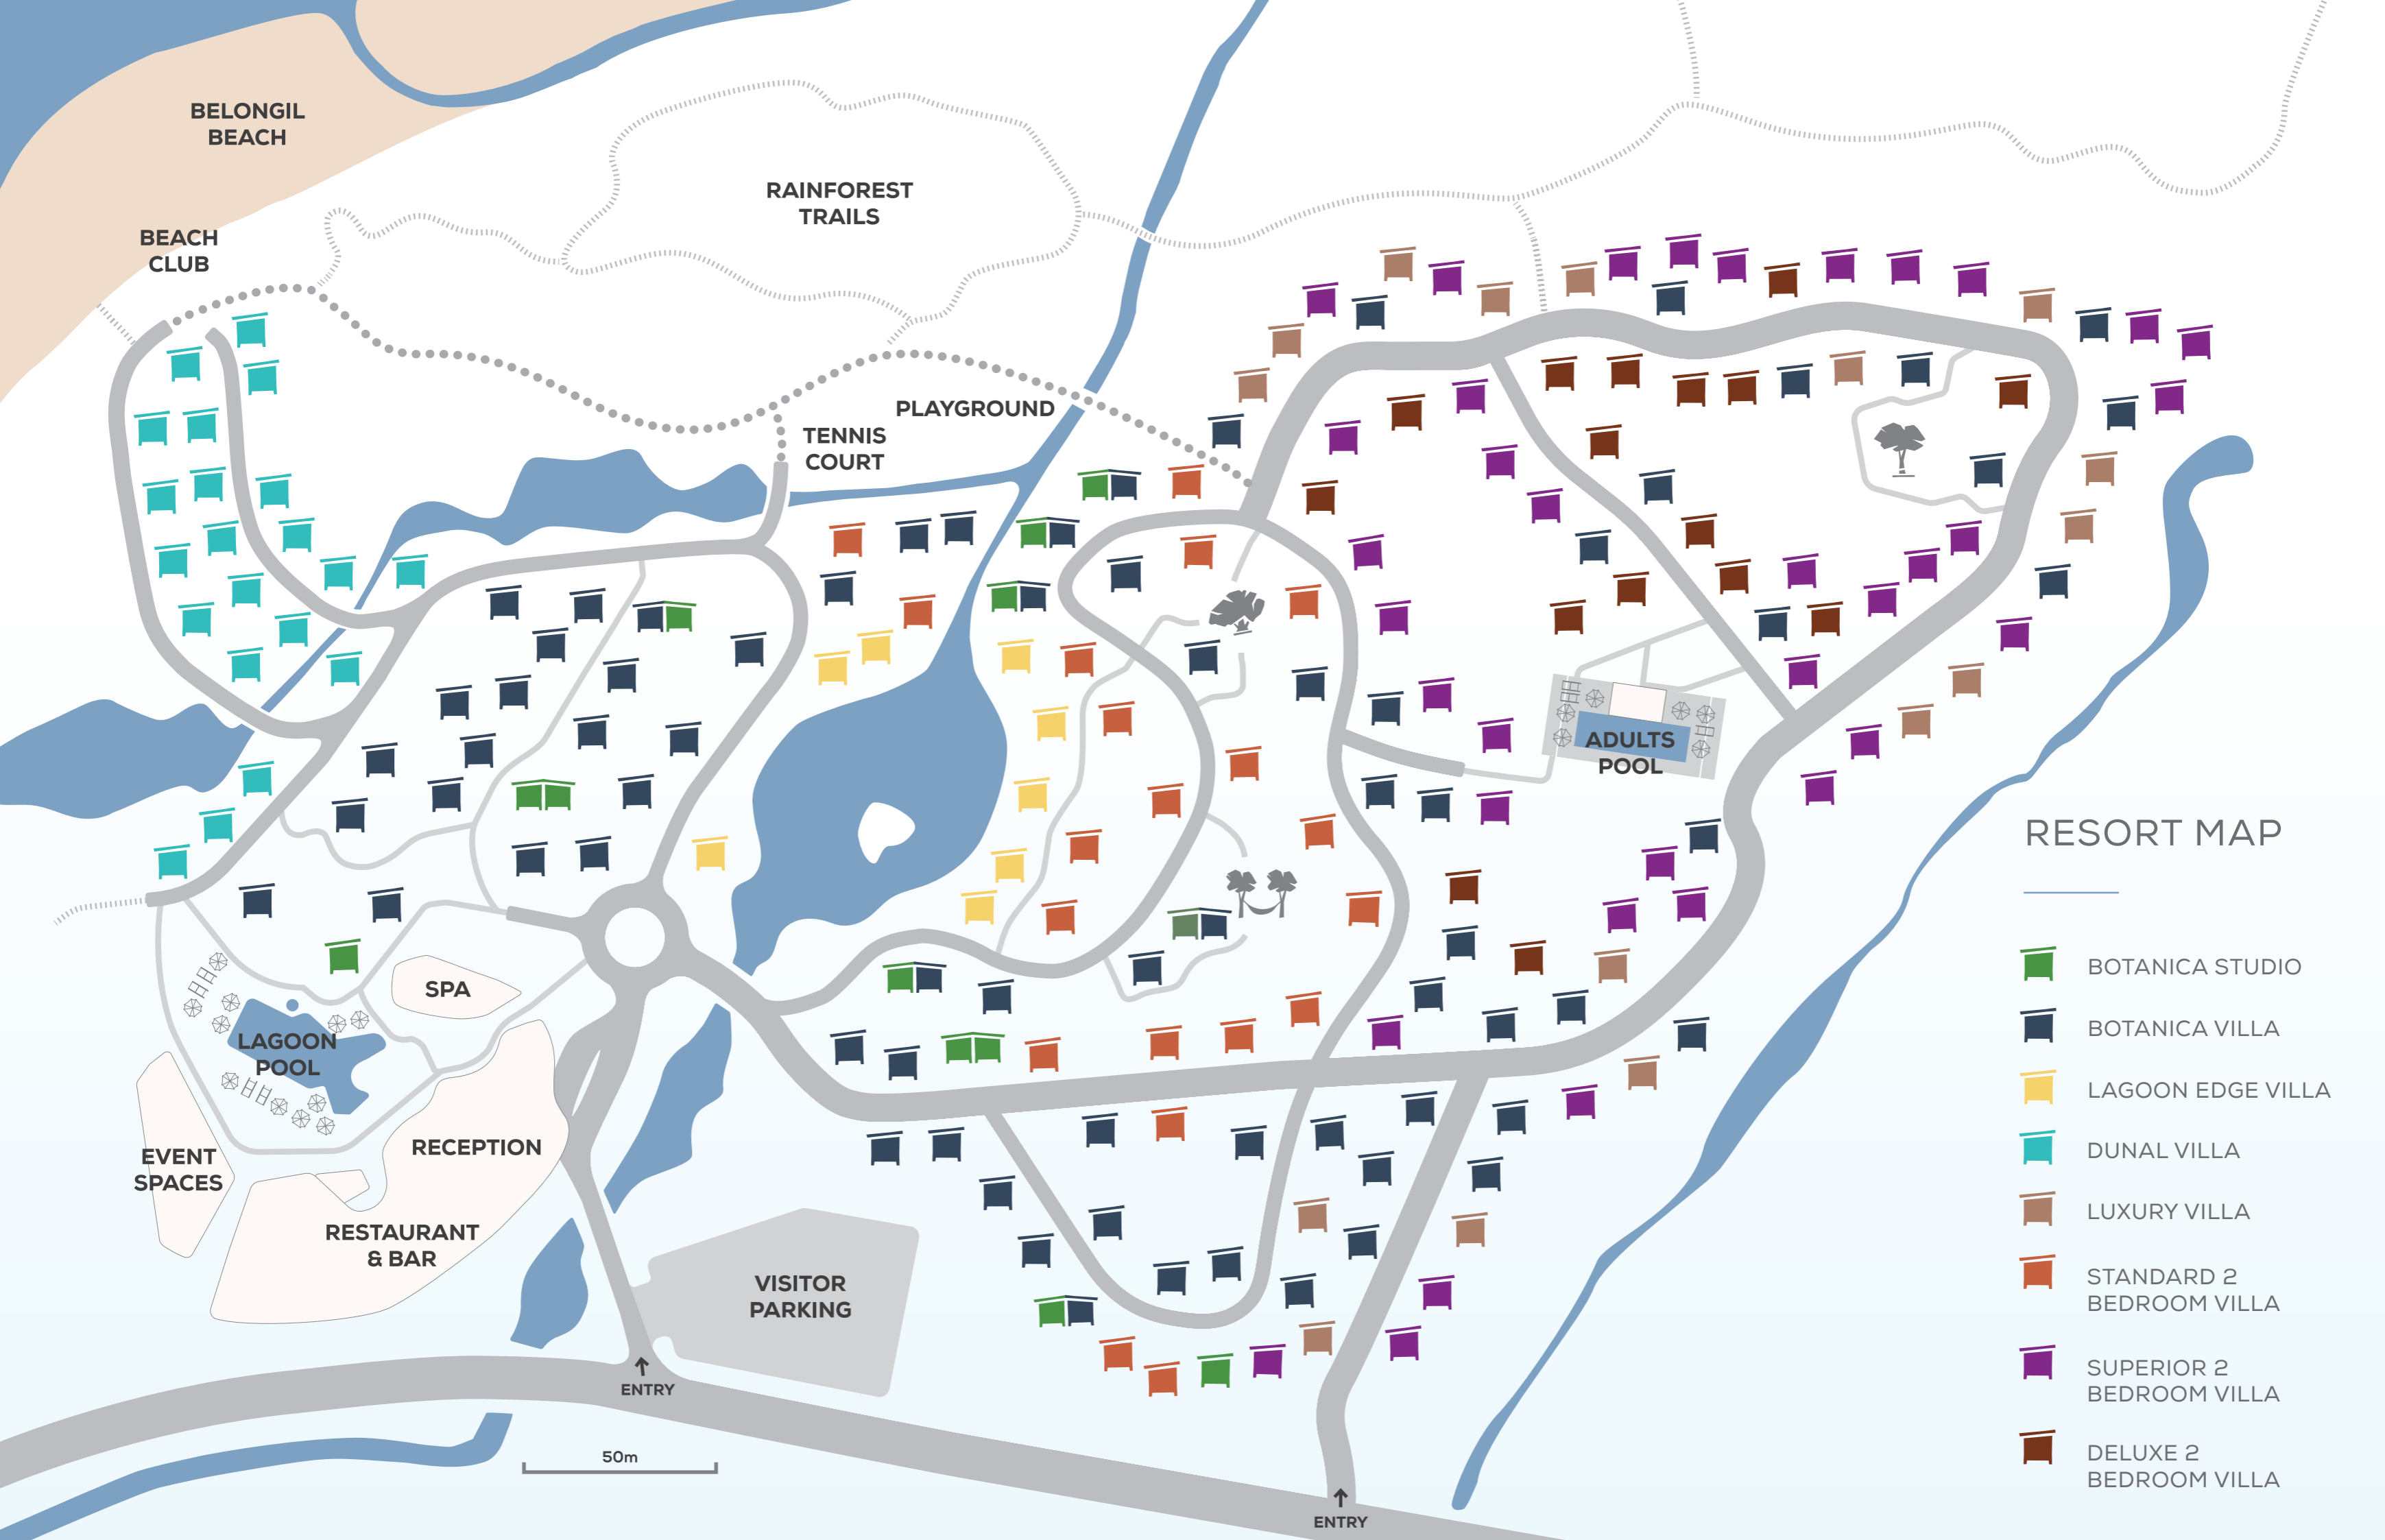 BELONGIL
BEACH
RAINFOREST
TRAILS
BEACH
CLUB
PLAYGROUND
TENNIS
COURT
ADULTS
POOL
SPA
LAGOON
POOL
EVENT
SPACES
RECEPTION
RESTAURANT
& BAR
VISITOR
PARKING
ENTRY
50m
ENTRY
RESORT MAP
BOTANICA STUDIO
BOTANICA VILLA
LAGOON EDGE VILLA
DUNAL VILLA
LUXURY VILLA
STANDARD 2
BEDROOM VILLA
SUPERIOR 2
BEDROOM VILLA
DELUXE 2
BEDROOM VILLA